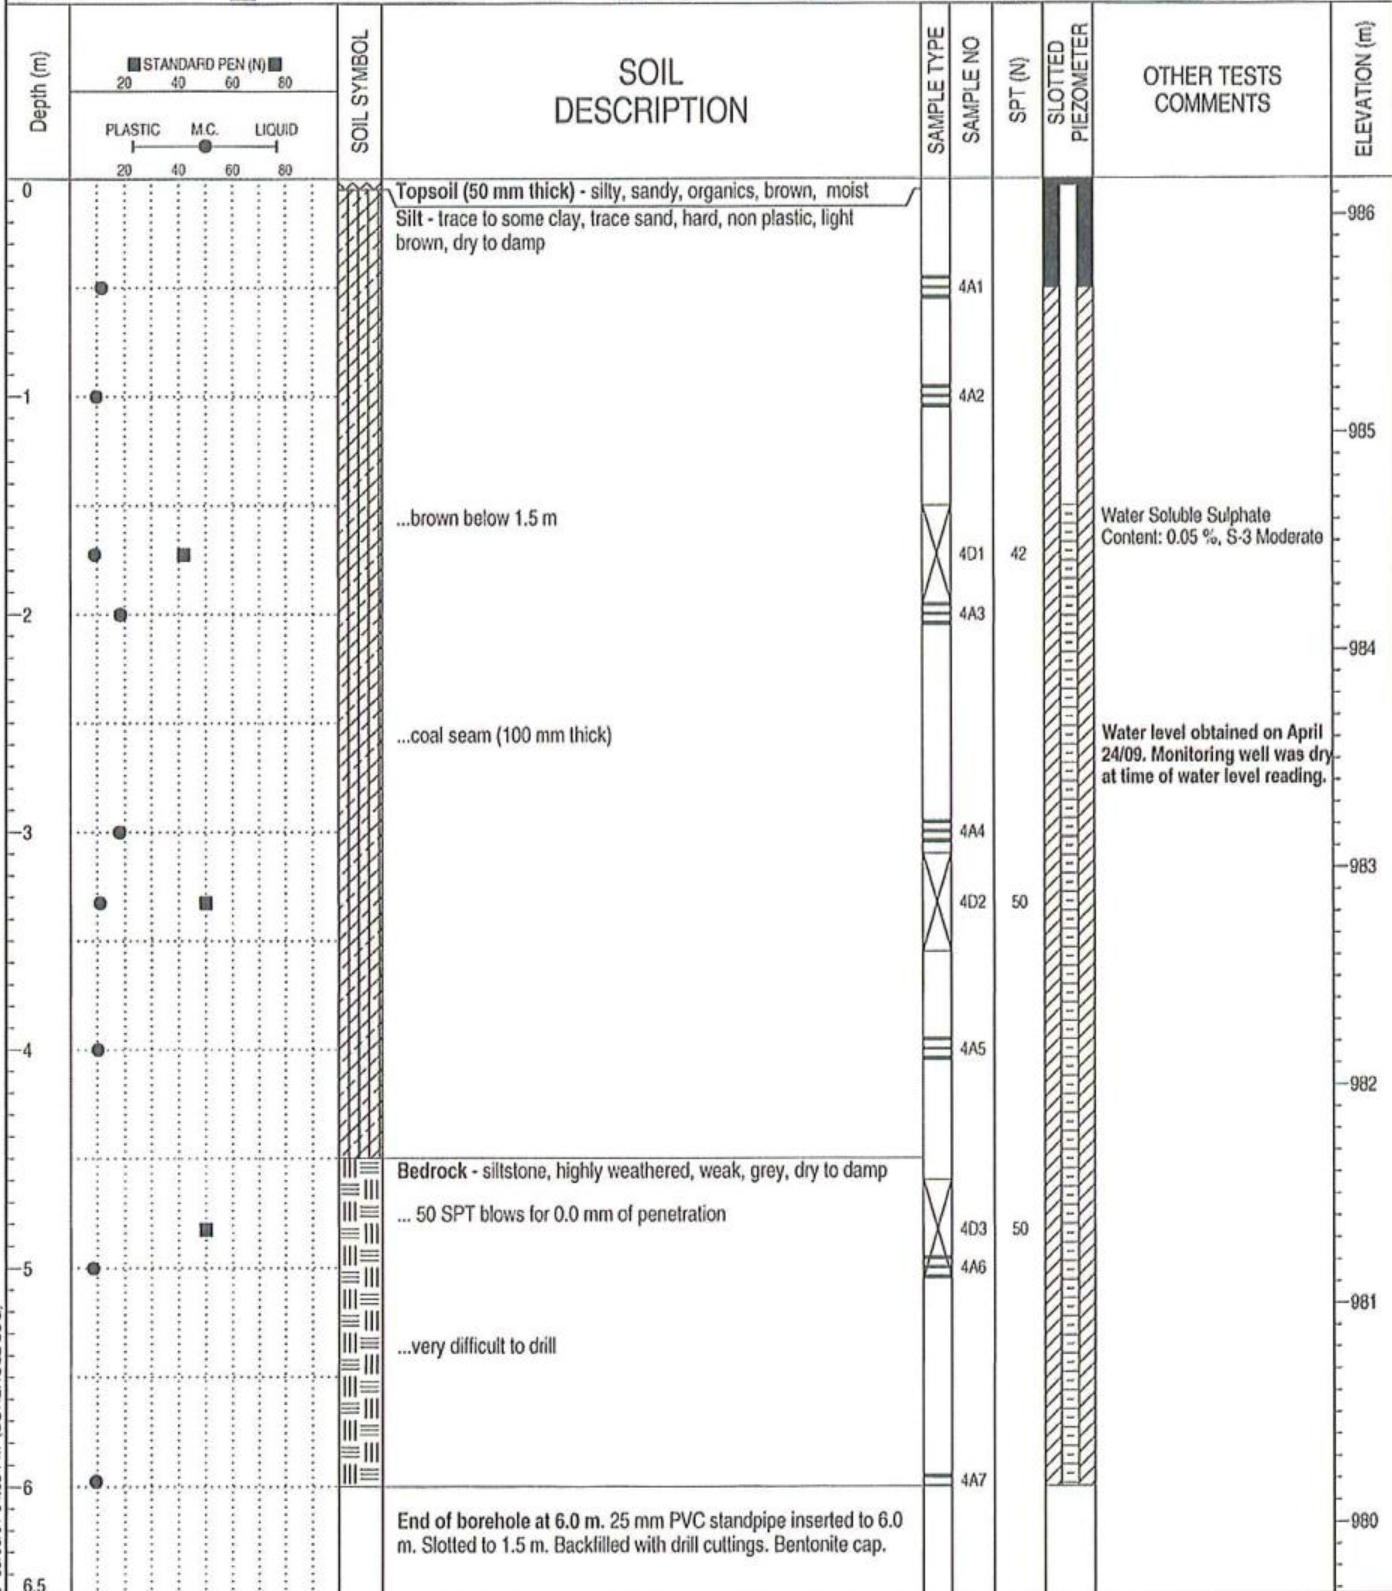 Depth (m)
STANDARD PEN (N)
20 40 60 80
PLASTIC M.C. LIQUID
20 40 60 80
SOIL SYMBOL
SOIL
DESCRIPTION
SAMPLE TYPE
SAMPLE NO
SPT (N)
SLOTTED
PIEZOMETER
OTHER TESTS
COMMENTS
ELEVATION (m)
0
Topsoil (50 mm thick) - silty, sandy, organics, brown, moist
986
Silt - trace to some clay, trace sand, hard, non plastic, light
brown, dry to damp
4A1
1
4A2
985
...brown below 1.5 m
Water Soluble Sulphate
Content: 0.05 %, S-3 Moderate
4D1 42
2
4A3
984
...coal seam (100 mm thick)
Water level obtained on April
24/09. Monitoring well was dry
at time of water level reading.
3
4A4
983
4D2 50
4
4A5
982
Bedrock - siltstone, highly weathered, weak, grey, dry to damp
... 50 SPT blows for 0.0 mm of penetration
4D3 50
5
4A6
981
...very difficult to drill
6
4A7
End of borehole at 6.0 m. 25 mm PVC standpipe inserted to 6.0
m. Slotted to 1.5 m. Backfilled with drill cuttings. Bentonite cap.
980
6.5